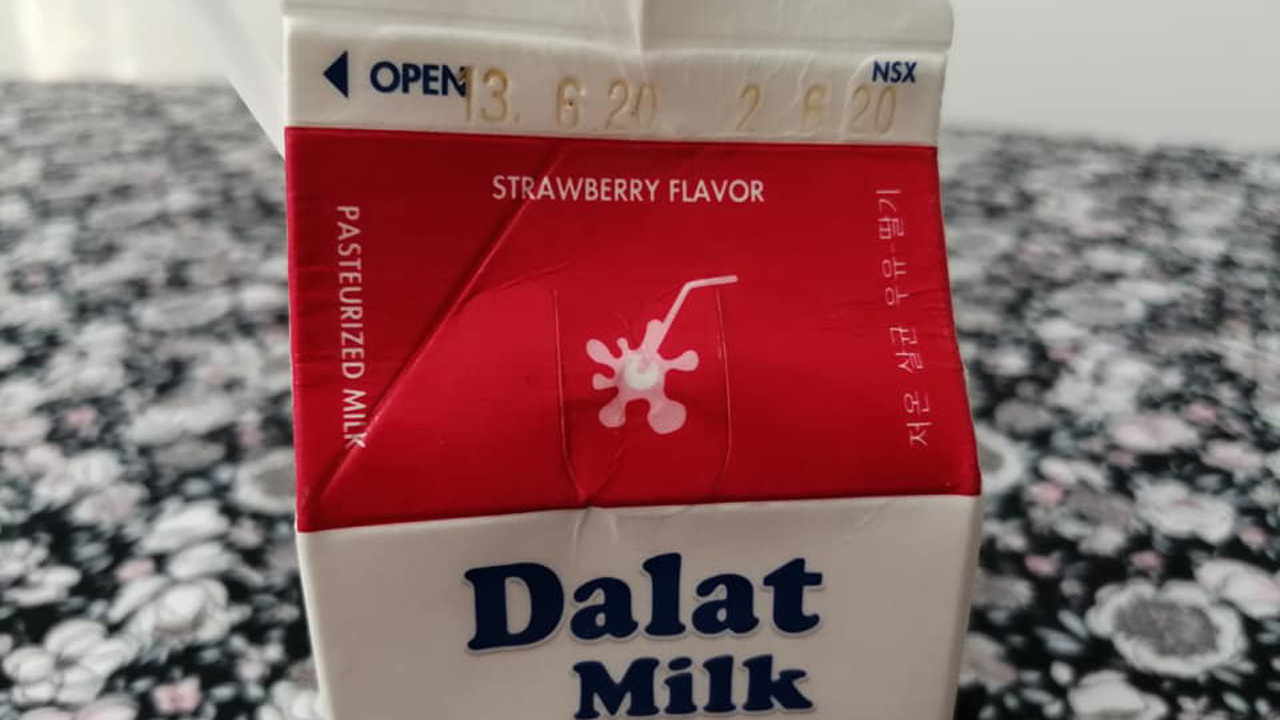 OPEN
NSX
13. 6 20 2 6 20
STRAWBERRY FLAVOR
PASTEURIZED MILK
저온 살균 우유-딸기
Dalat
Milk